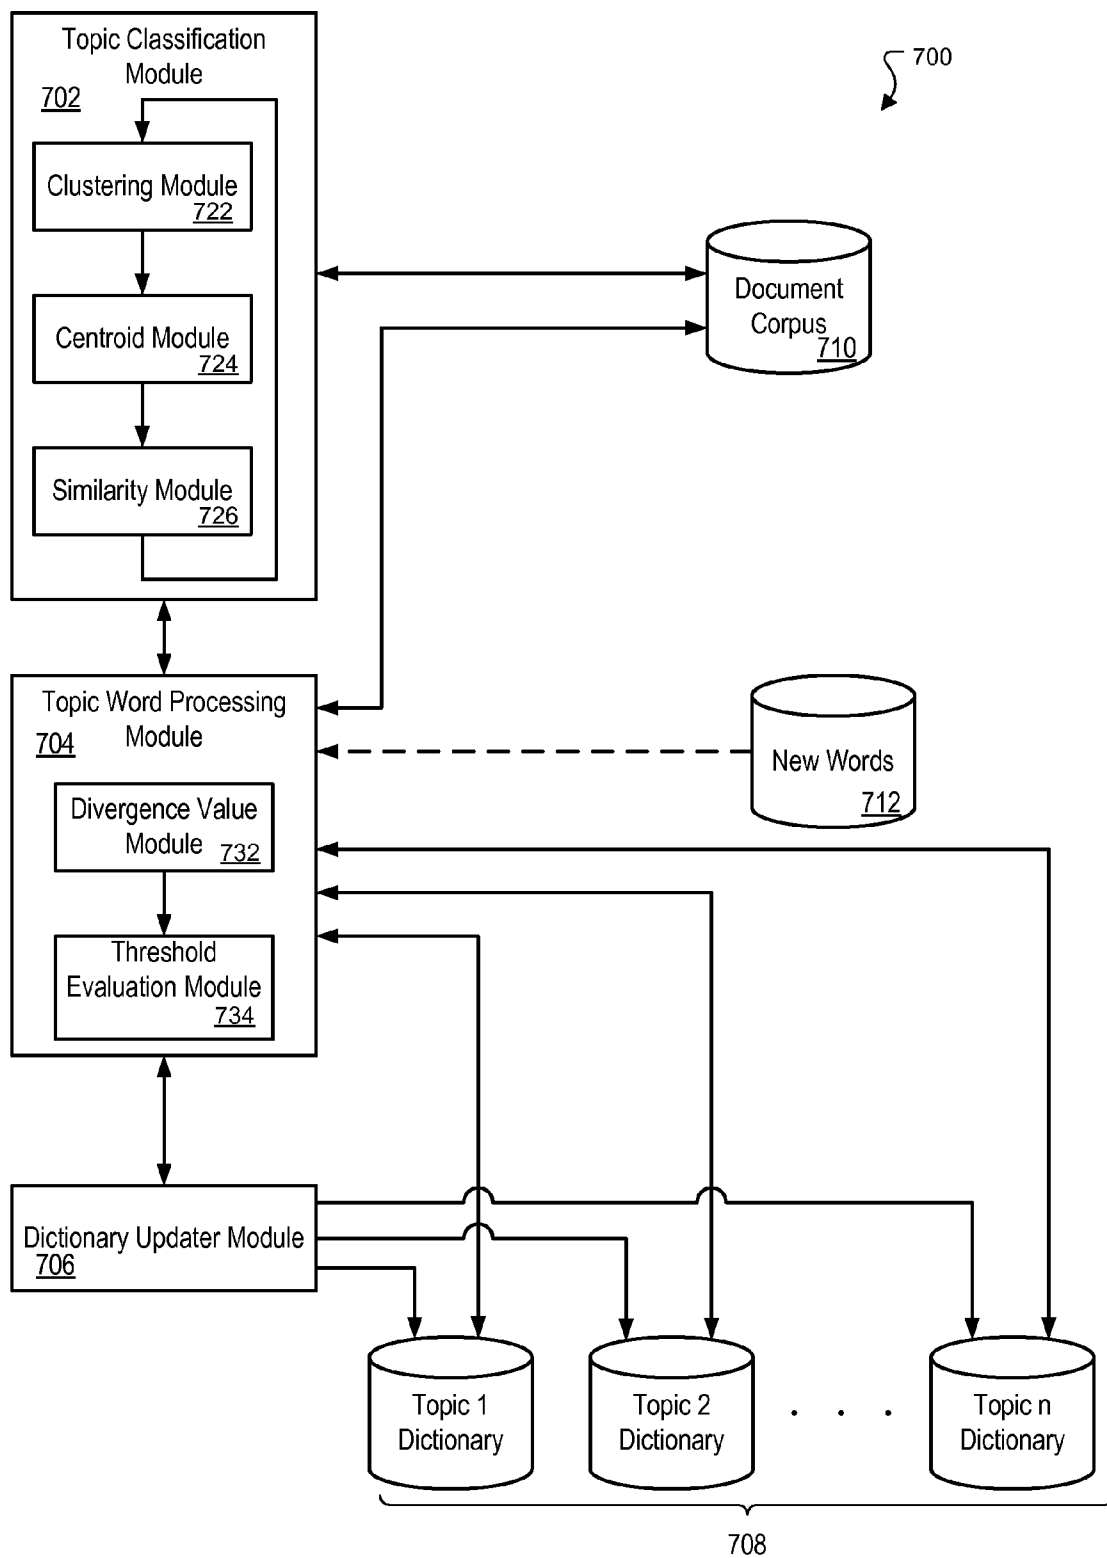 Topic Classification
Module
702
700
Clustering Module
722
Centroid Module
724
Similarity Module
726
Document
Corpus
710
Topic Word Processing
Module
704
New Words
712
Divergence Value
Module
732
Threshold
Evaluation Module
734
Dictionary Updater Module
706
Topic 1
Dictionary
Topic 2
Dictionary
. . .
Topic n
Dictionary
708